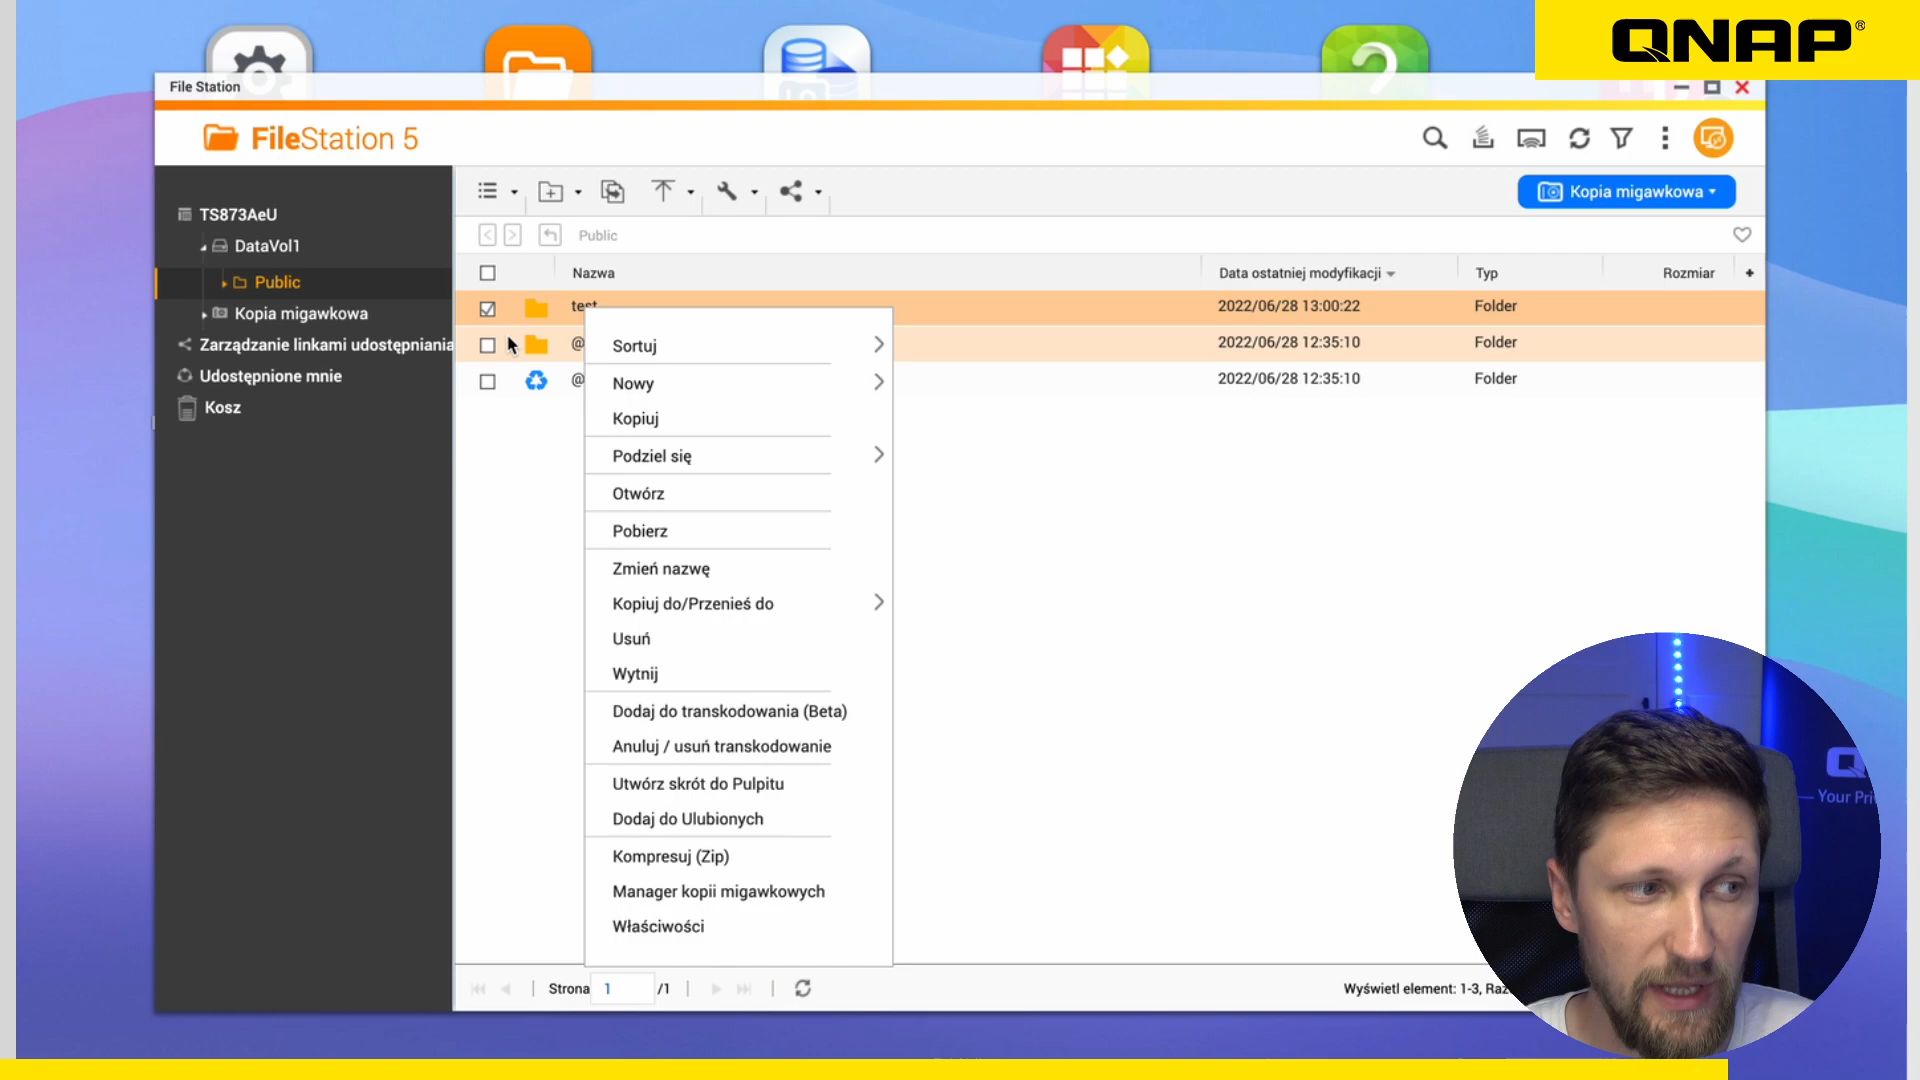 QNAP®
File Station
FileStation 5
TS873AeU
DataVol1
Public
Kopia migawkowa
Zarządzanie linkami udostępniania
Udostępnione mnie
Kosz
Kopia migawkowa
Public
Nazwa Data ostatniej modyfikacji Typ Rozmiar
test 2022/06/28 13:00:22 Folder
@ 2022/06/28 12:35:10 Folder
@ 2022/06/28 12:35:10 Folder
Sortuj
Nowy
Kopiuj
Podziel się
Otwórz
Pobierz
Zmień nazwę
Kopiuj do/Przenieś do
Usuń
Wytnij
Dodaj do transkodowania (Beta)
Anuluj / usuń transkodowanie
Utwórz skrót do Pulpitu
Dodaj do Ulubionych
Kompresuj (Zip)
Manager kopii migawkowych
Właściwości
Strona 1 /1
Wyświetl element: 1-3,
Your